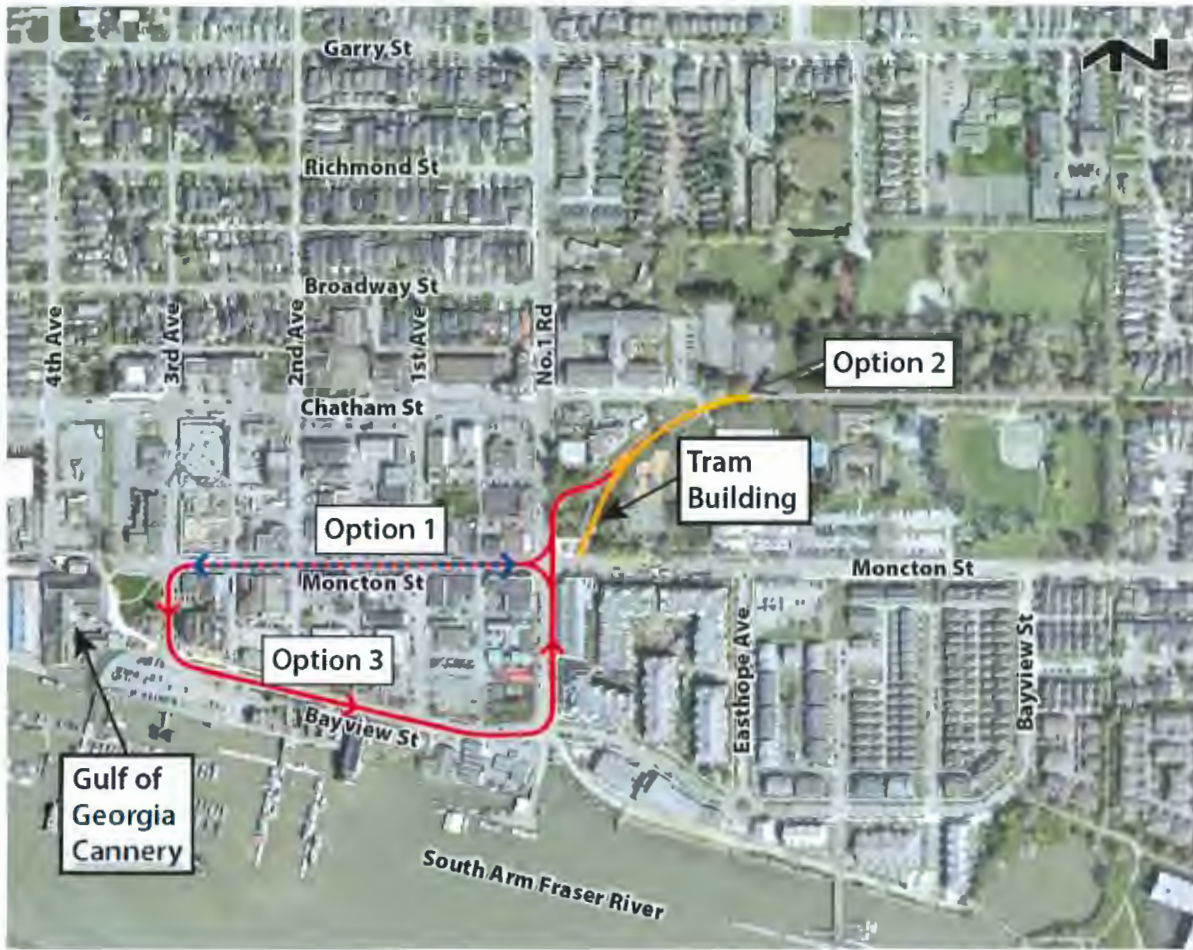 Garry St
N
Richmond St
Broadway St
4th Ave
3rd Ave
2nd Ave
1st Ave
No.1 Rd
Option 2
Chatham St
Tram
Building
Option 1
Moncton St
Moncton St
Option 3
Easthope Ave
Bayview St
Bayview St
Gulf of
Georgia
Cannery
South Arm Fraser River